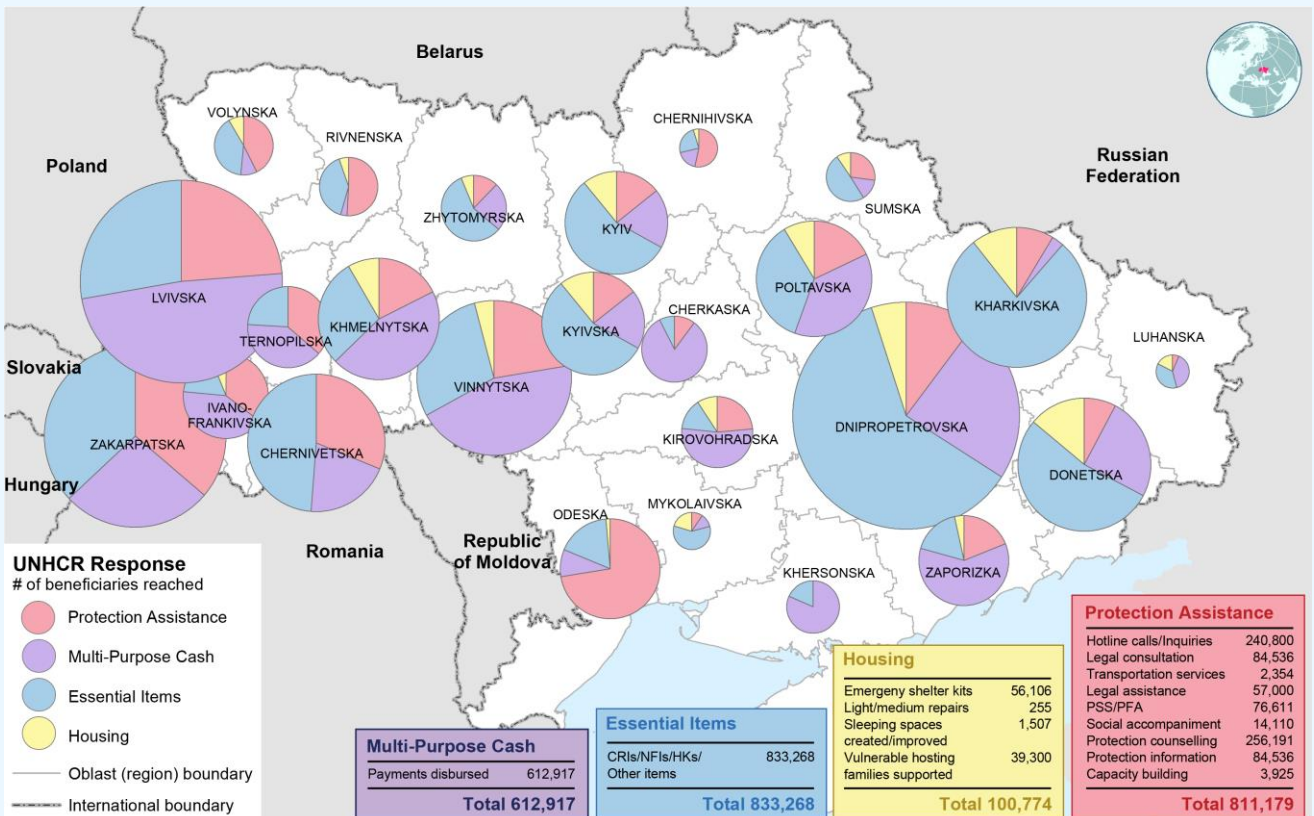 Belarus
VOLYNSKA
RIVNENSKA
CHERNIHIVSKA
Poland
Russian
Federation
ZHYTOMYRSKA
KYIV
SUMSKA
LVIVSKA
TERNOPILSKA
KHMELNYTSKA
KYIVSKA
CHERKASKA
POLTAVSKA
KHARKIVSKA
LUHANSKA
Slovakia
IVANO-
FRANKIVSKA
VINNYTSKA
ZAKARPATSKA
CHERNIVETSKA
KIROVOHRADSKA
DNIPROPETROVSKA
DONETSKA
Hungary
Romania
Republic
of Moldova
ODESKA
MYKOLAIVSKA
KHERSONSKA
ZAPORIZKA
UNHCR Response
# of beneficiaries reached
Protection Assistance
Multi-Purpose Cash
Essential Items
Housing
Oblast (region) boundary
International boundary
Multi-Purpose Cash
Payments disbursed 612,917
Total 612,917
Essential Items
CRIs/NFIs/HKs/ 833,268
Other items
Total 833,268
Housing
Emergeny shelter kits 56,106
Light/medium repairs 255
Sleeping spaces 1,507
created/improved
Vulnerable hosting 39,300
families supported
Total 100,774
Protection Assistance
Hotline calls/Inquiries 240,800
Legal consultation 84,536
Transportation services 2,354
Legal assistance 57,000
PSS/PFA 76,611
Social accompaniment 14,110
Protection counselling 256,191
Protection information 84,536
Capacity building 3,925
Total 811,179